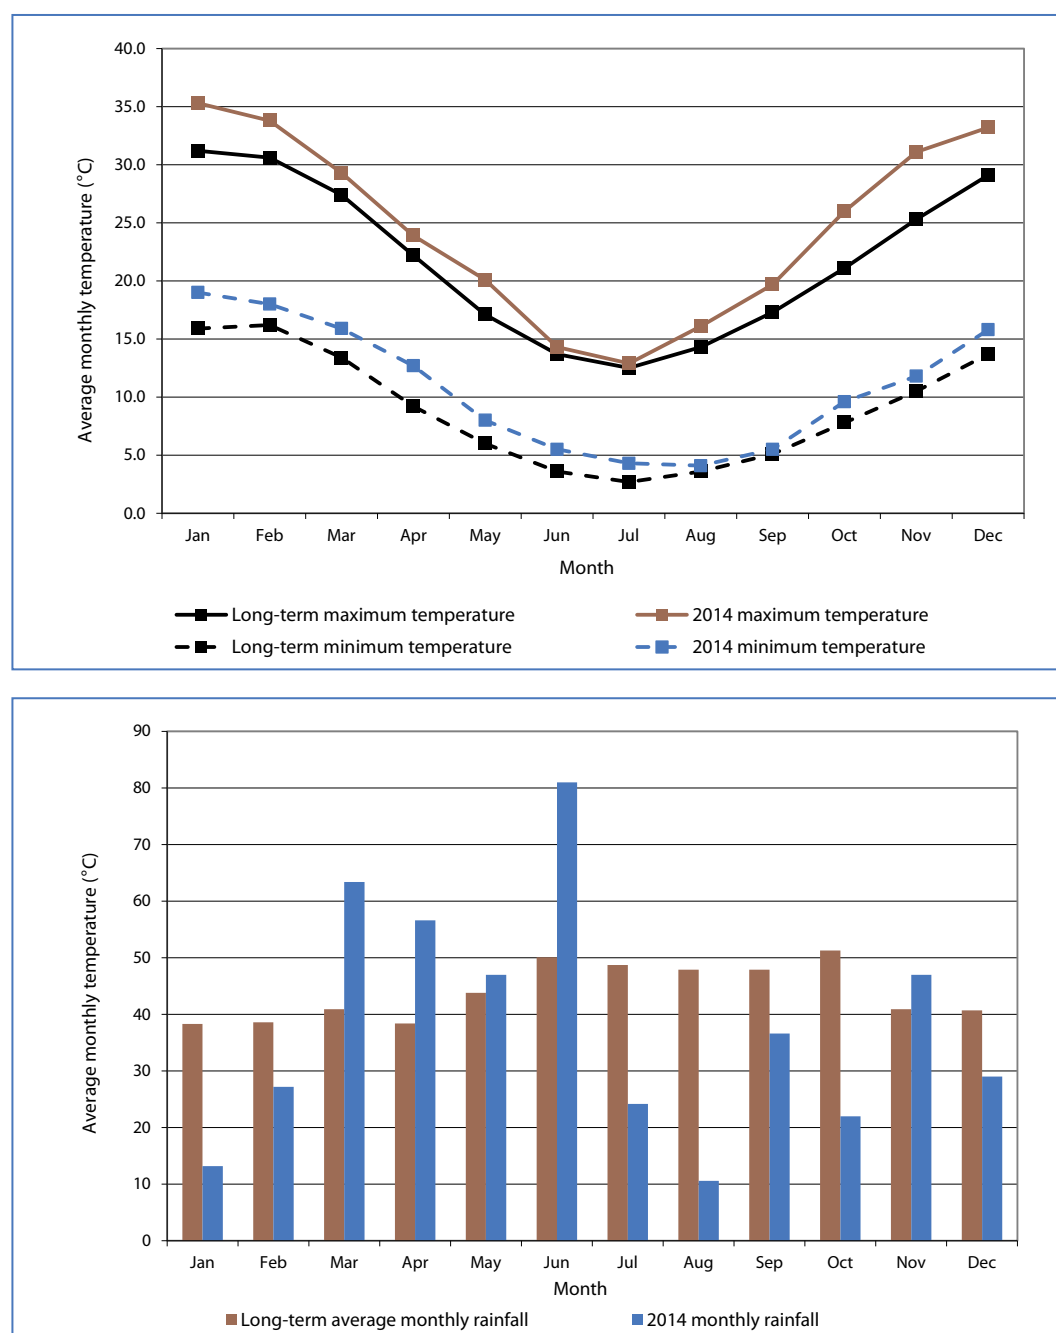 40.0
35.0
30.0
25.0
20.0
15.0
10.0
5.0
0.0
Average monthly temperature (°C)
Jan Feb Mar Apr May Jun Jul Aug Sep Oct Nov Dec
Month
Long-term maximum temperature 2014 maximum temperature
Long-term minimum temperature 2014 minimum temperature
90
80
70
60
50
40
30
20
10
0
Average monthly temperature (°C)
Jan Feb Mar Apr May Jun Jul Aug Sep Oct Nov Dec
Month
Long-term average monthly rainfall 2014 monthly rainfall